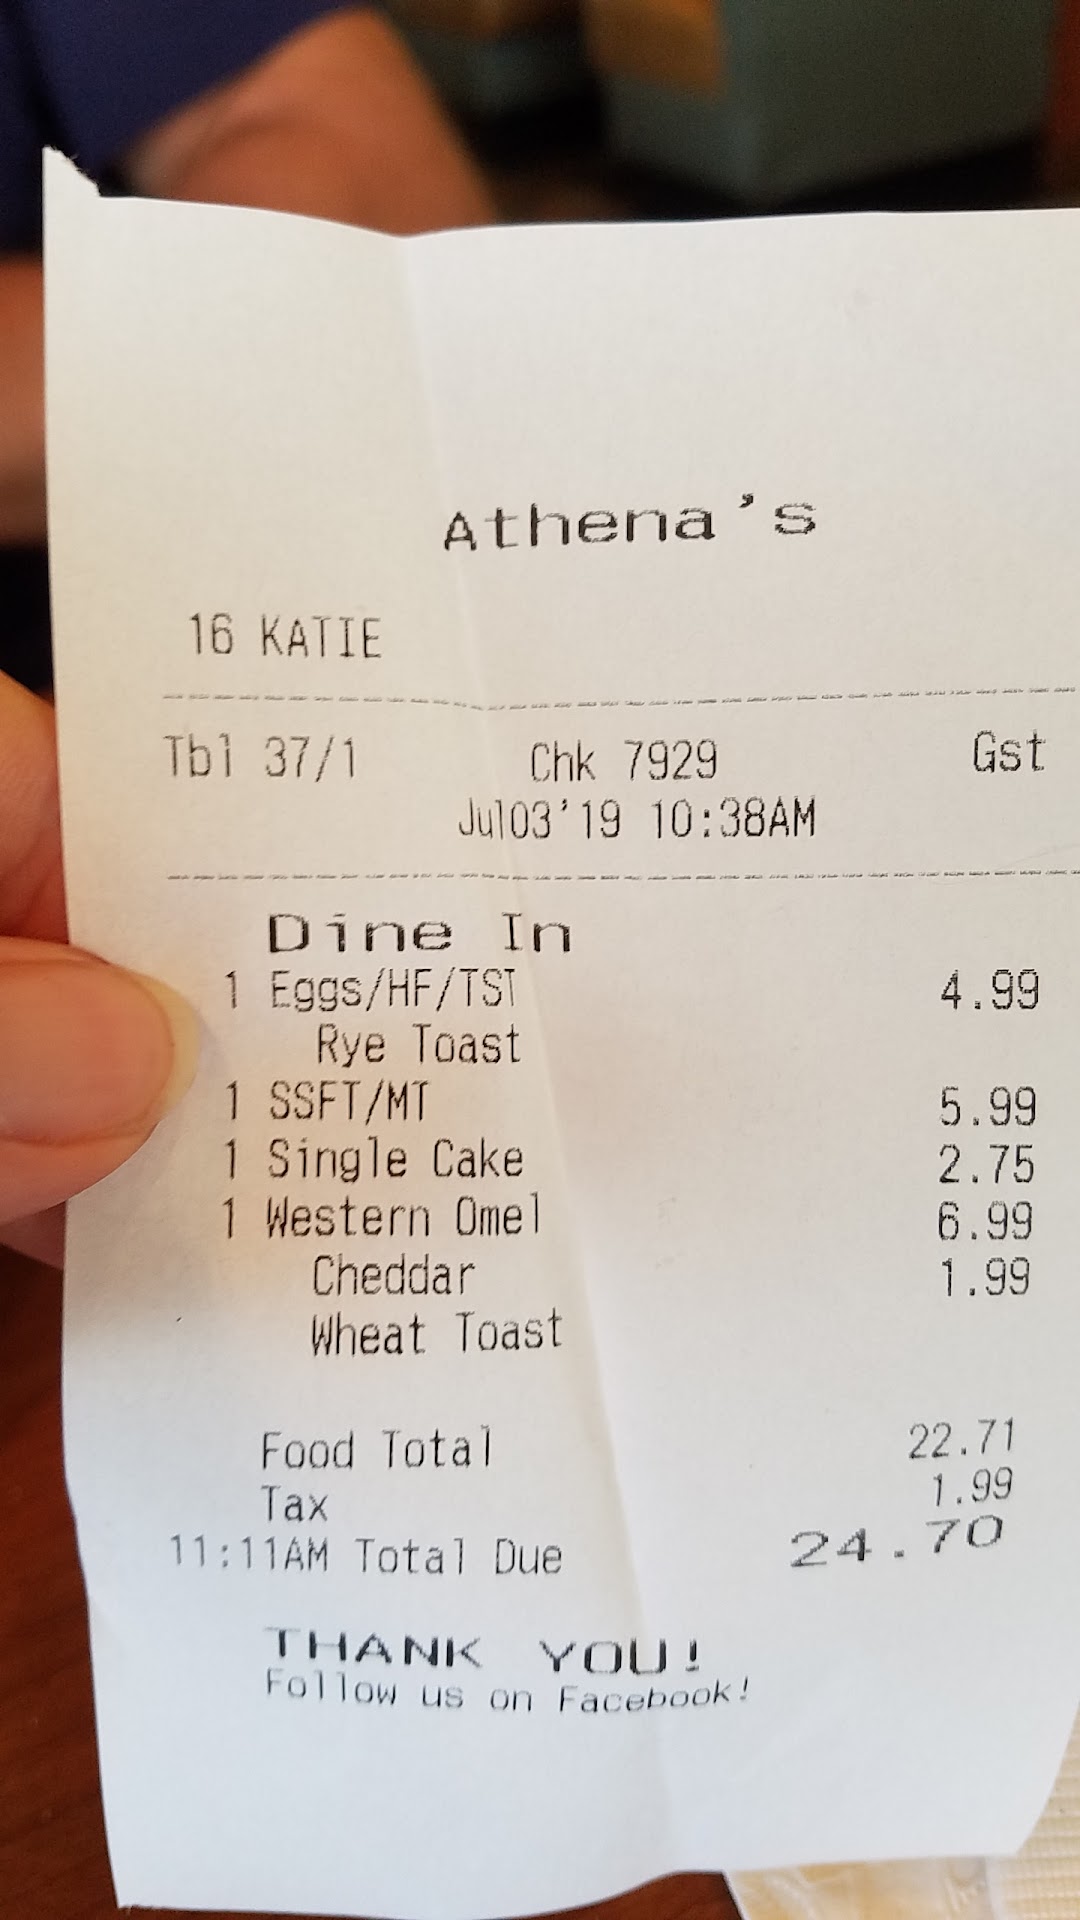 Athena's
16 KATIE
Tbl 37/1 Chk 7929 Gst
Jul03'19 10:38AM
Dine In
1 Eggs/HF/TST 4.99
Rye Toast
1 SSFT/MT 5.99
1 Single Cake 2.75
1 Western Omel 6.99
Cheddar 1.99
Wheat Toast
Food Total 22.71
Tax 1.99
11:11AM Total Due 24.70
THANK YOU!
Follow us on Facebook!